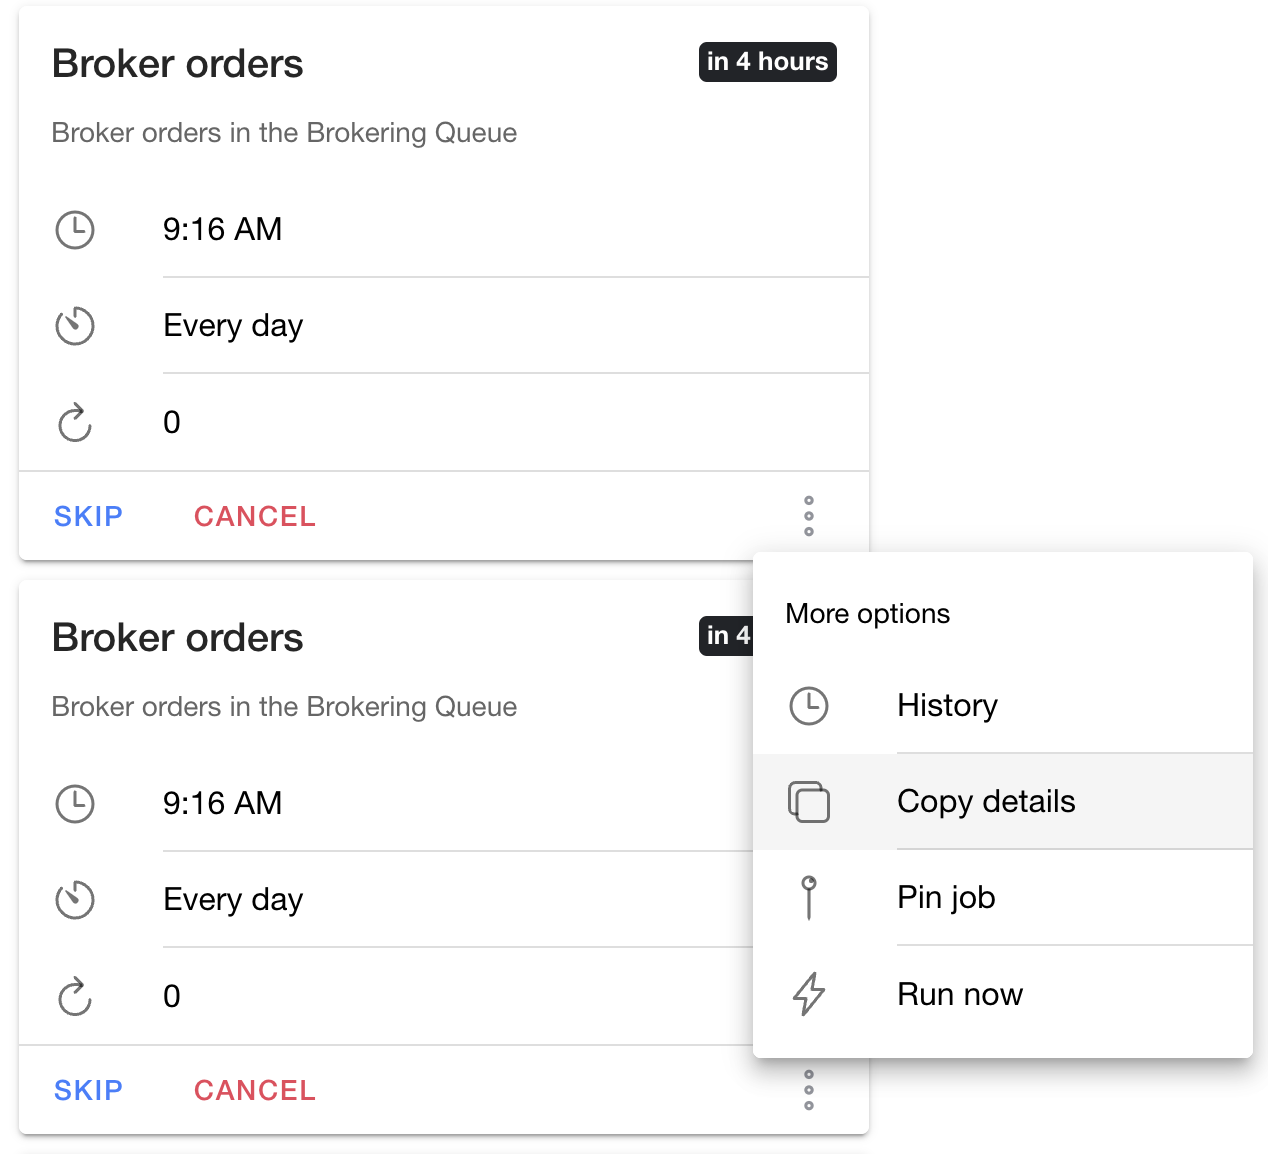 Broker orders
in 4 hours
Broker orders in the Brokering Queue
9:16 AM
Every day
0
SKIP CANCEL
Broker orders
in 4
Broker orders in the Brokering Queue
9:16 AM
Every day
0
SKIP CANCEL
More options
History
Copy details
Pin job
Run now